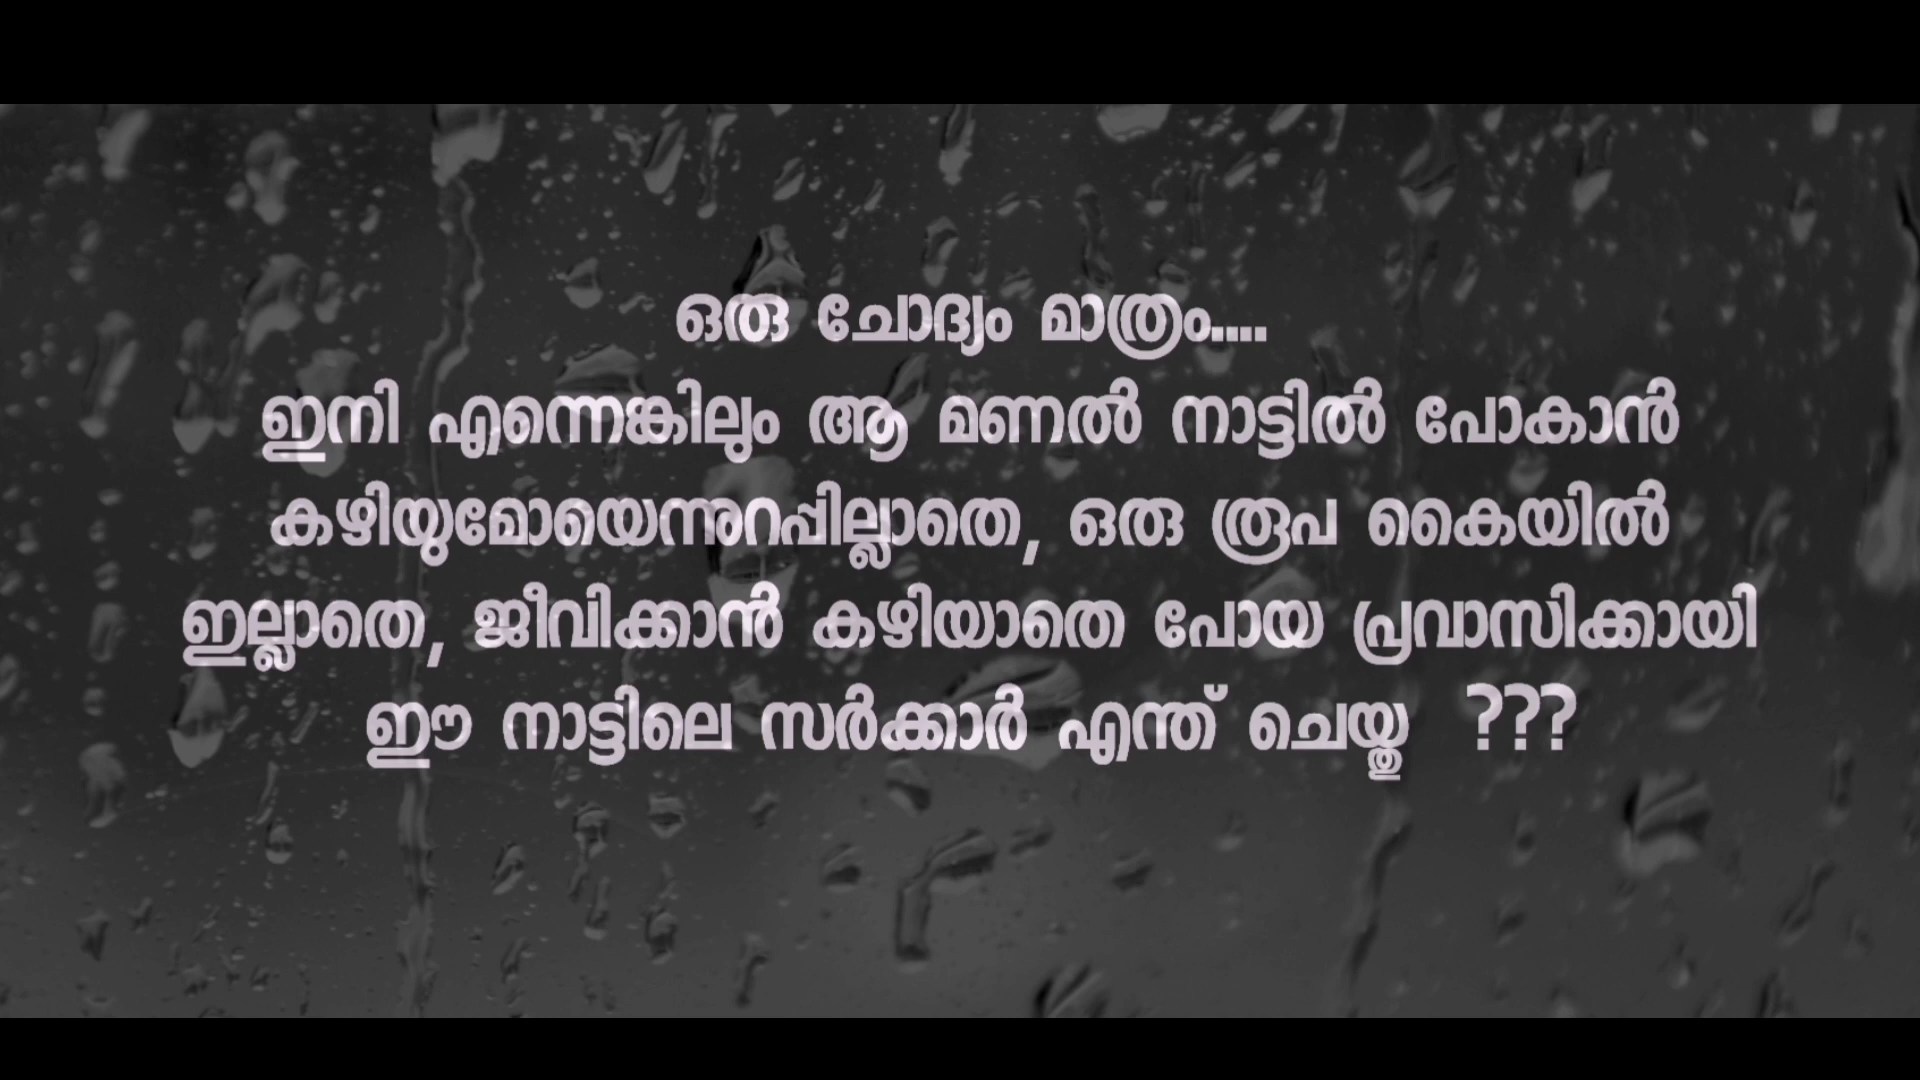 ഒരു ചോദ്യം മാത്രം....
ഇനി എന്നെങ്കിലും ആ മണൽ നാട്ടിൽ പോകാൻ
കഴിയുമോയെന്നുറപ്പില്ലാതെ, ഒരു രൂപ കൈയിൽ
ഇല്ലാതെ, ജീവിക്കാൻ കഴിയാതെ പോയ പ്രവാസിക്കായി
ഈ നാട്ടിലെ സർക്കാർ എന്ത് ചെയ്തു ???